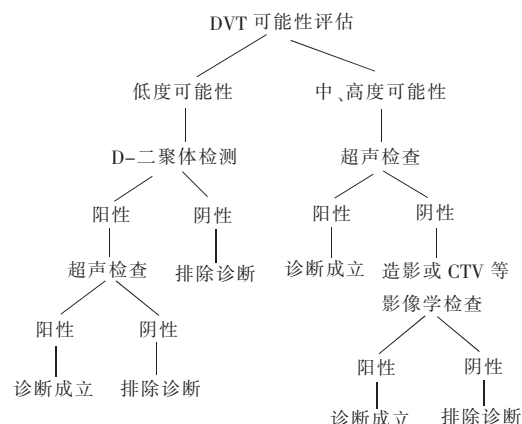 DVT 可能性评估
低度可能性
中、高度可能性
D-二聚体检测
超声检查
阳性
阴性
阳性
阴性
超声检查
排除诊断
诊断成立
造影或 CTV 等
影像学检查
阳性
阴性
阳性
阴性
诊断成立
排除诊断
诊断成立
排除诊断